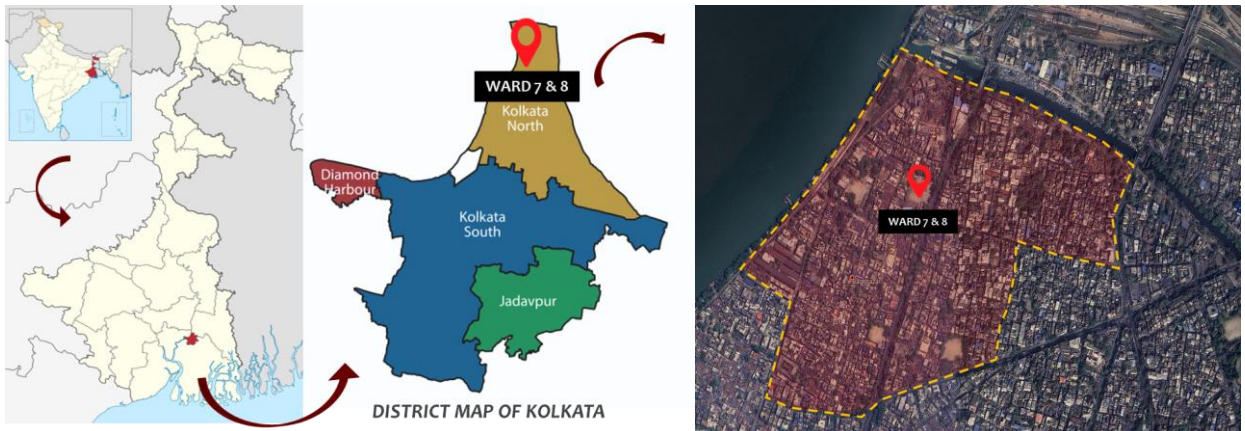 WARD 7 & 8
Kolkata
North
Diamond
Harbour
Kolkata
South
Jadavpur
DISTRICT MAP OF KOLKATA
WARD 7 & 8